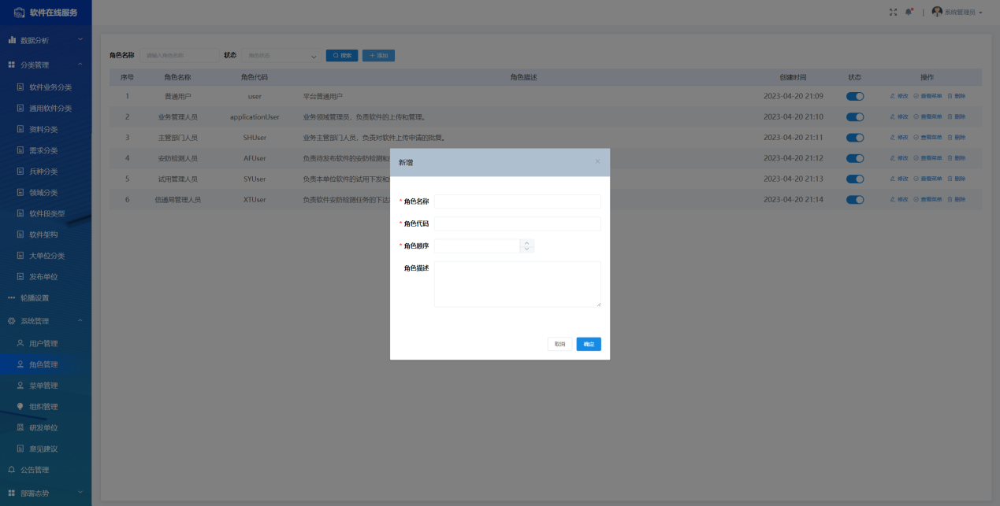 软件在线服务
系统管理员
数据分析
分类管理
软件业务分类
通用软件分类
资料分类
需求分类
兵种分类
领域分类
软件段类型
软件架构
大单位分类
发布单位
轮播设置
系统管理
用户管理
角色管理
菜单管理
组织管理
研发单位
意见建议
公告管理
部署态势
角色名称 请输入角色名称 状态 角色状态 搜索 添加
序号 角色名称 角色代码 角色描述 创建时间 状态 操作
1 普通用户 user 平台普通用户 2023-04-20 21:09 修改 查看菜单 删除
2 业务管理人员 applicationUser 业务领域管理员，负责软件的上传和管理。 2023-04-20 21:10 修改 查看菜单 删除
3 主管部门人员 SHUser 业务主管部门人员，负责对软件上传申请的批复。 2023-04-20 21:11 修改 查看菜单 删除
4 安防检测人员 AFUser 负责待发布软件的安防检测和 2023-04-20 21:12 修改 查看菜单 删除
5 试用管理人员 SYUser 负责本单位软件的试用下发和 2023-04-20 21:13 修改 查看菜单 删除
6 信通局管理人员 XTUser 负责软件安防检测任务的下达 2023-04-20 21:14 修改 查看菜单 删除
新增
* 角色名称
* 角色代码
* 角色顺序
角色描述
取消 确定